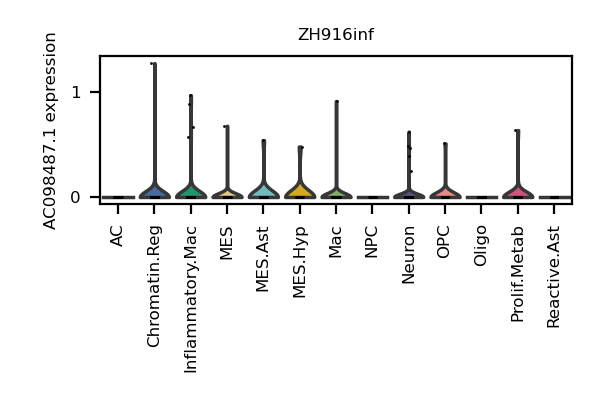 ZH916inf
AC098487.1 expression
1
0
AC
Chromatin.Reg
Inflammatory.Mac
MES
MES.Ast
MES.Hyp
Mac
NPC
Neuron
OPC
Oligo
Prolif.Metab
Reactive.Ast